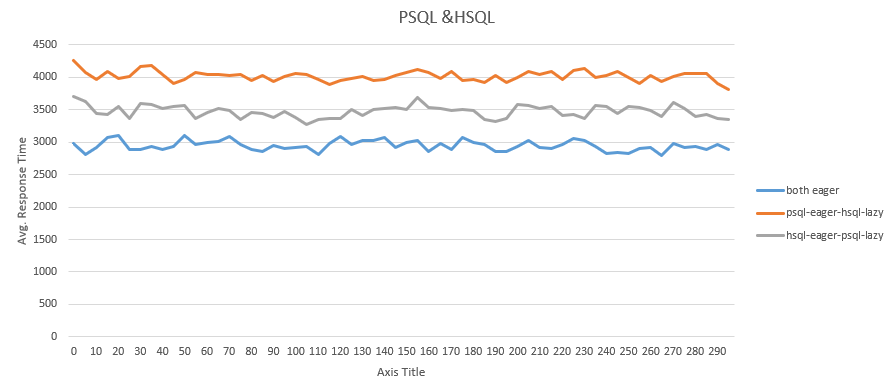 PSQL &HSQL
4500
4000
3500
3000
2500
2000
1500
1000
500
0
Avg. Response Time
0 10 20 30 40 50 60 70 80 90 100 110 120 130 140 150 160 170 180 190 200 210 220 230 240 250 260 270 280 290
Axis Title
both eager
psql-eager-hsql-lazy
hsql-eager-psql-lazy